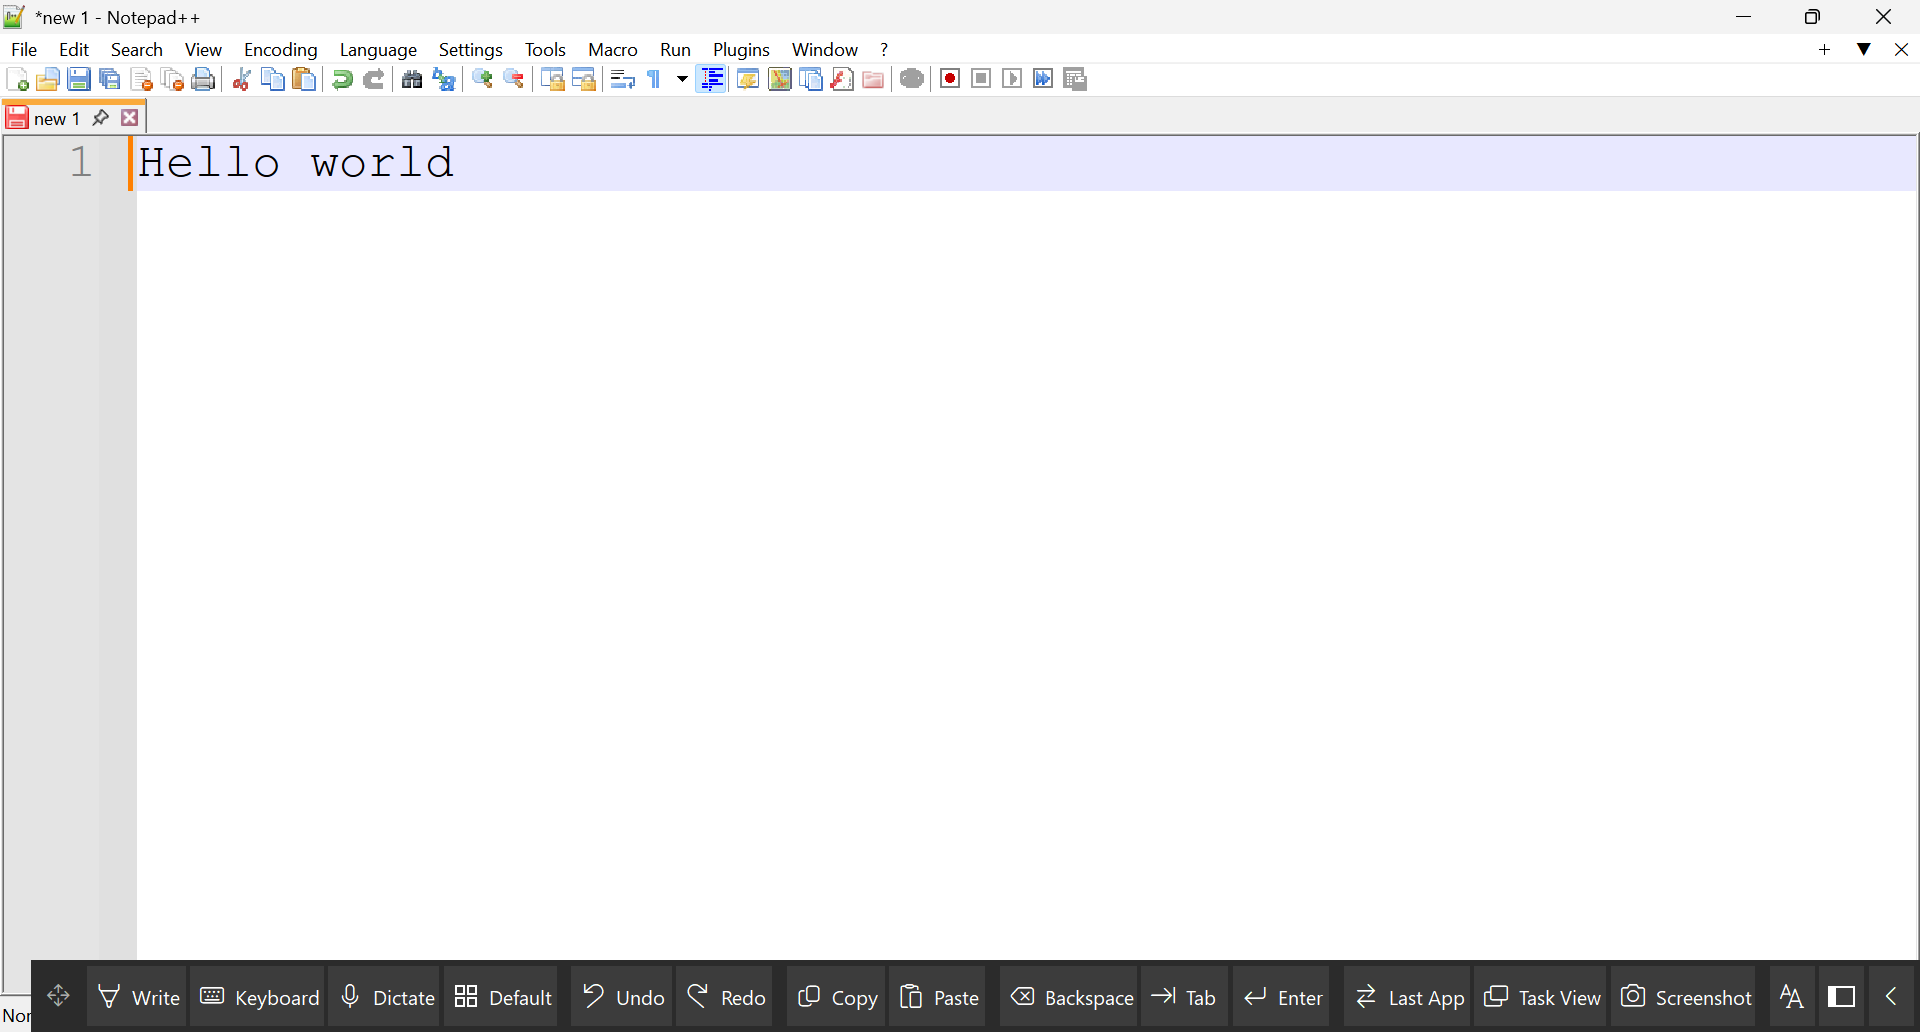 *new 1 - Notepad++
File Edit Search View Encoding Language Settings Tools Macro Run Plugins Window ?
new 1
1 Hello world
Write Keyboard Dictate Default Undo Redo Copy Paste Backspace Tab Enter Last App Task View Screenshot